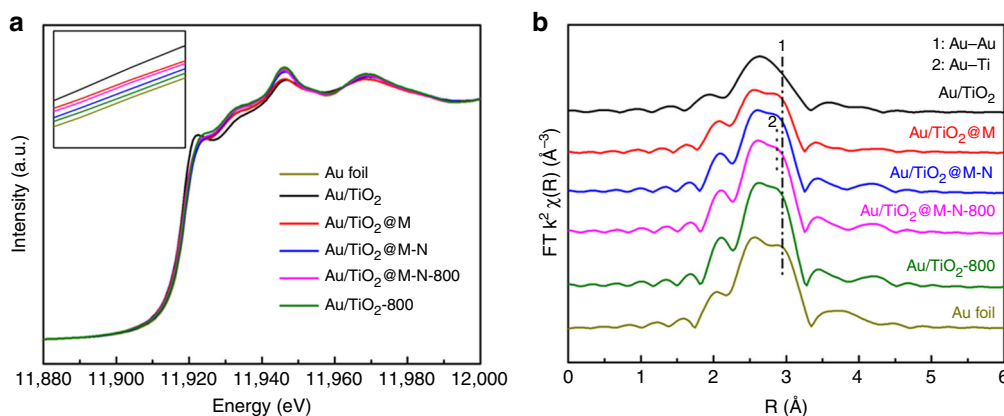 a
Intensity (a.u.)
Au foil
Au/TiO₂
Au/TiO₂@M
Au/TiO₂@M-N
Au/TiO₂@M-N-800
Au/TiO₂-800
11,880 11,900 11,920 11,940 11,960 11,980 12,000
Energy (eV)
b
FT k² χ(R) (Å⁻³)
1
1: Au–Au
2: Au–Ti
Au/TiO₂
Au/TiO₂@M
2
Au/TiO₂@M-N
Au/TiO₂@M-N-800
Au/TiO₂-800
Au foil
0 1 2 3 4 5 6
R (Å)